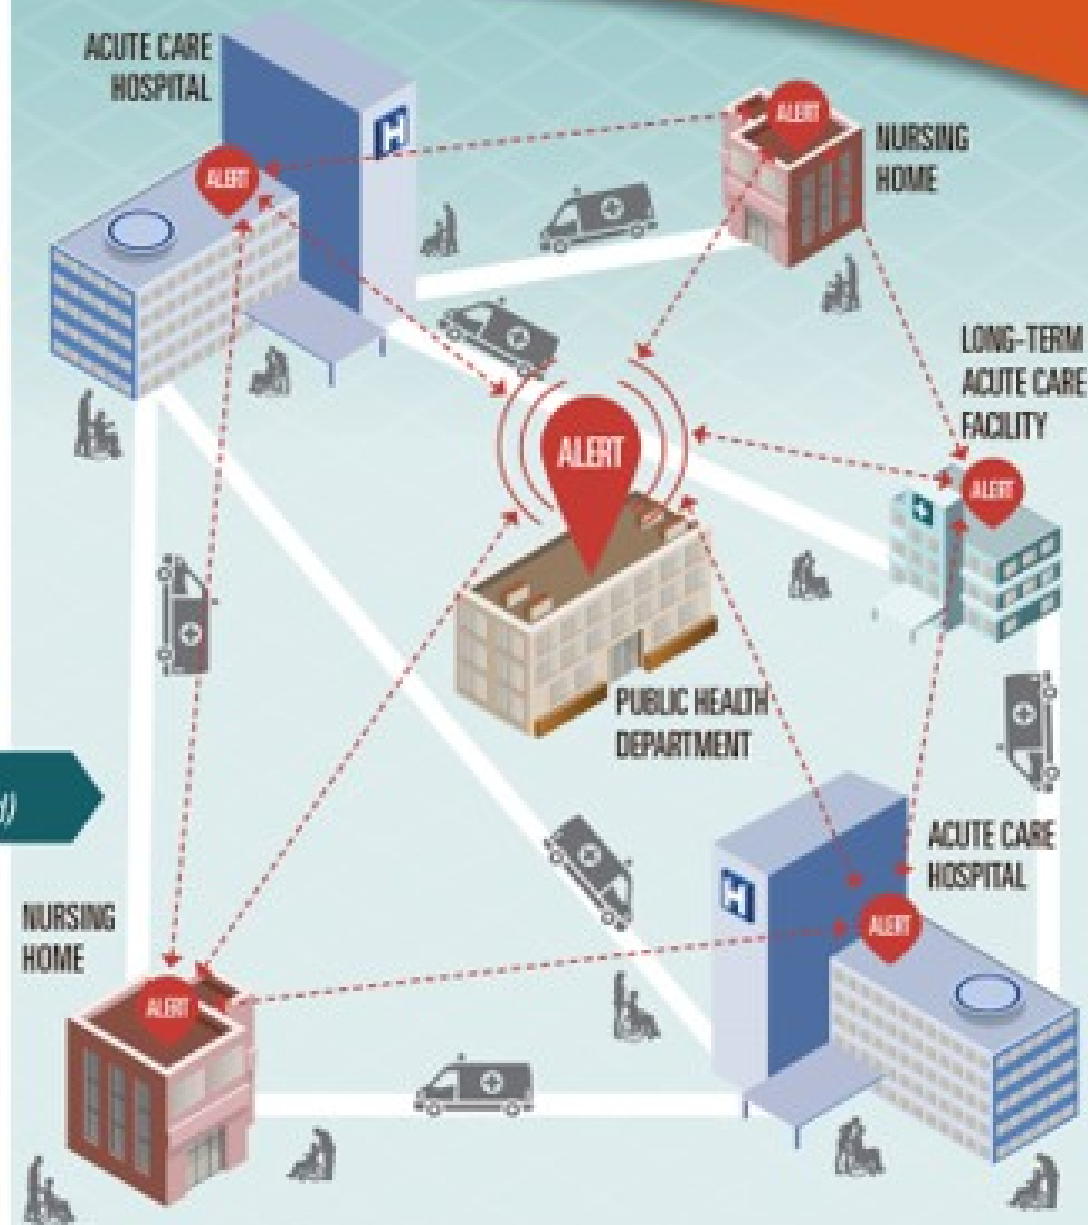 ACUTE CARE
HOSPITAL
H
ALERT
NURSING
HOME
ALERT
LONG-TERM
ACUTE CARE
FACILITY
ALERT
ALERT
PUBLIC HEALTH
DEPARTMENT
ACUTE CARE
HOSPITAL
H
ALERT
NURSING
HOME
ALERT